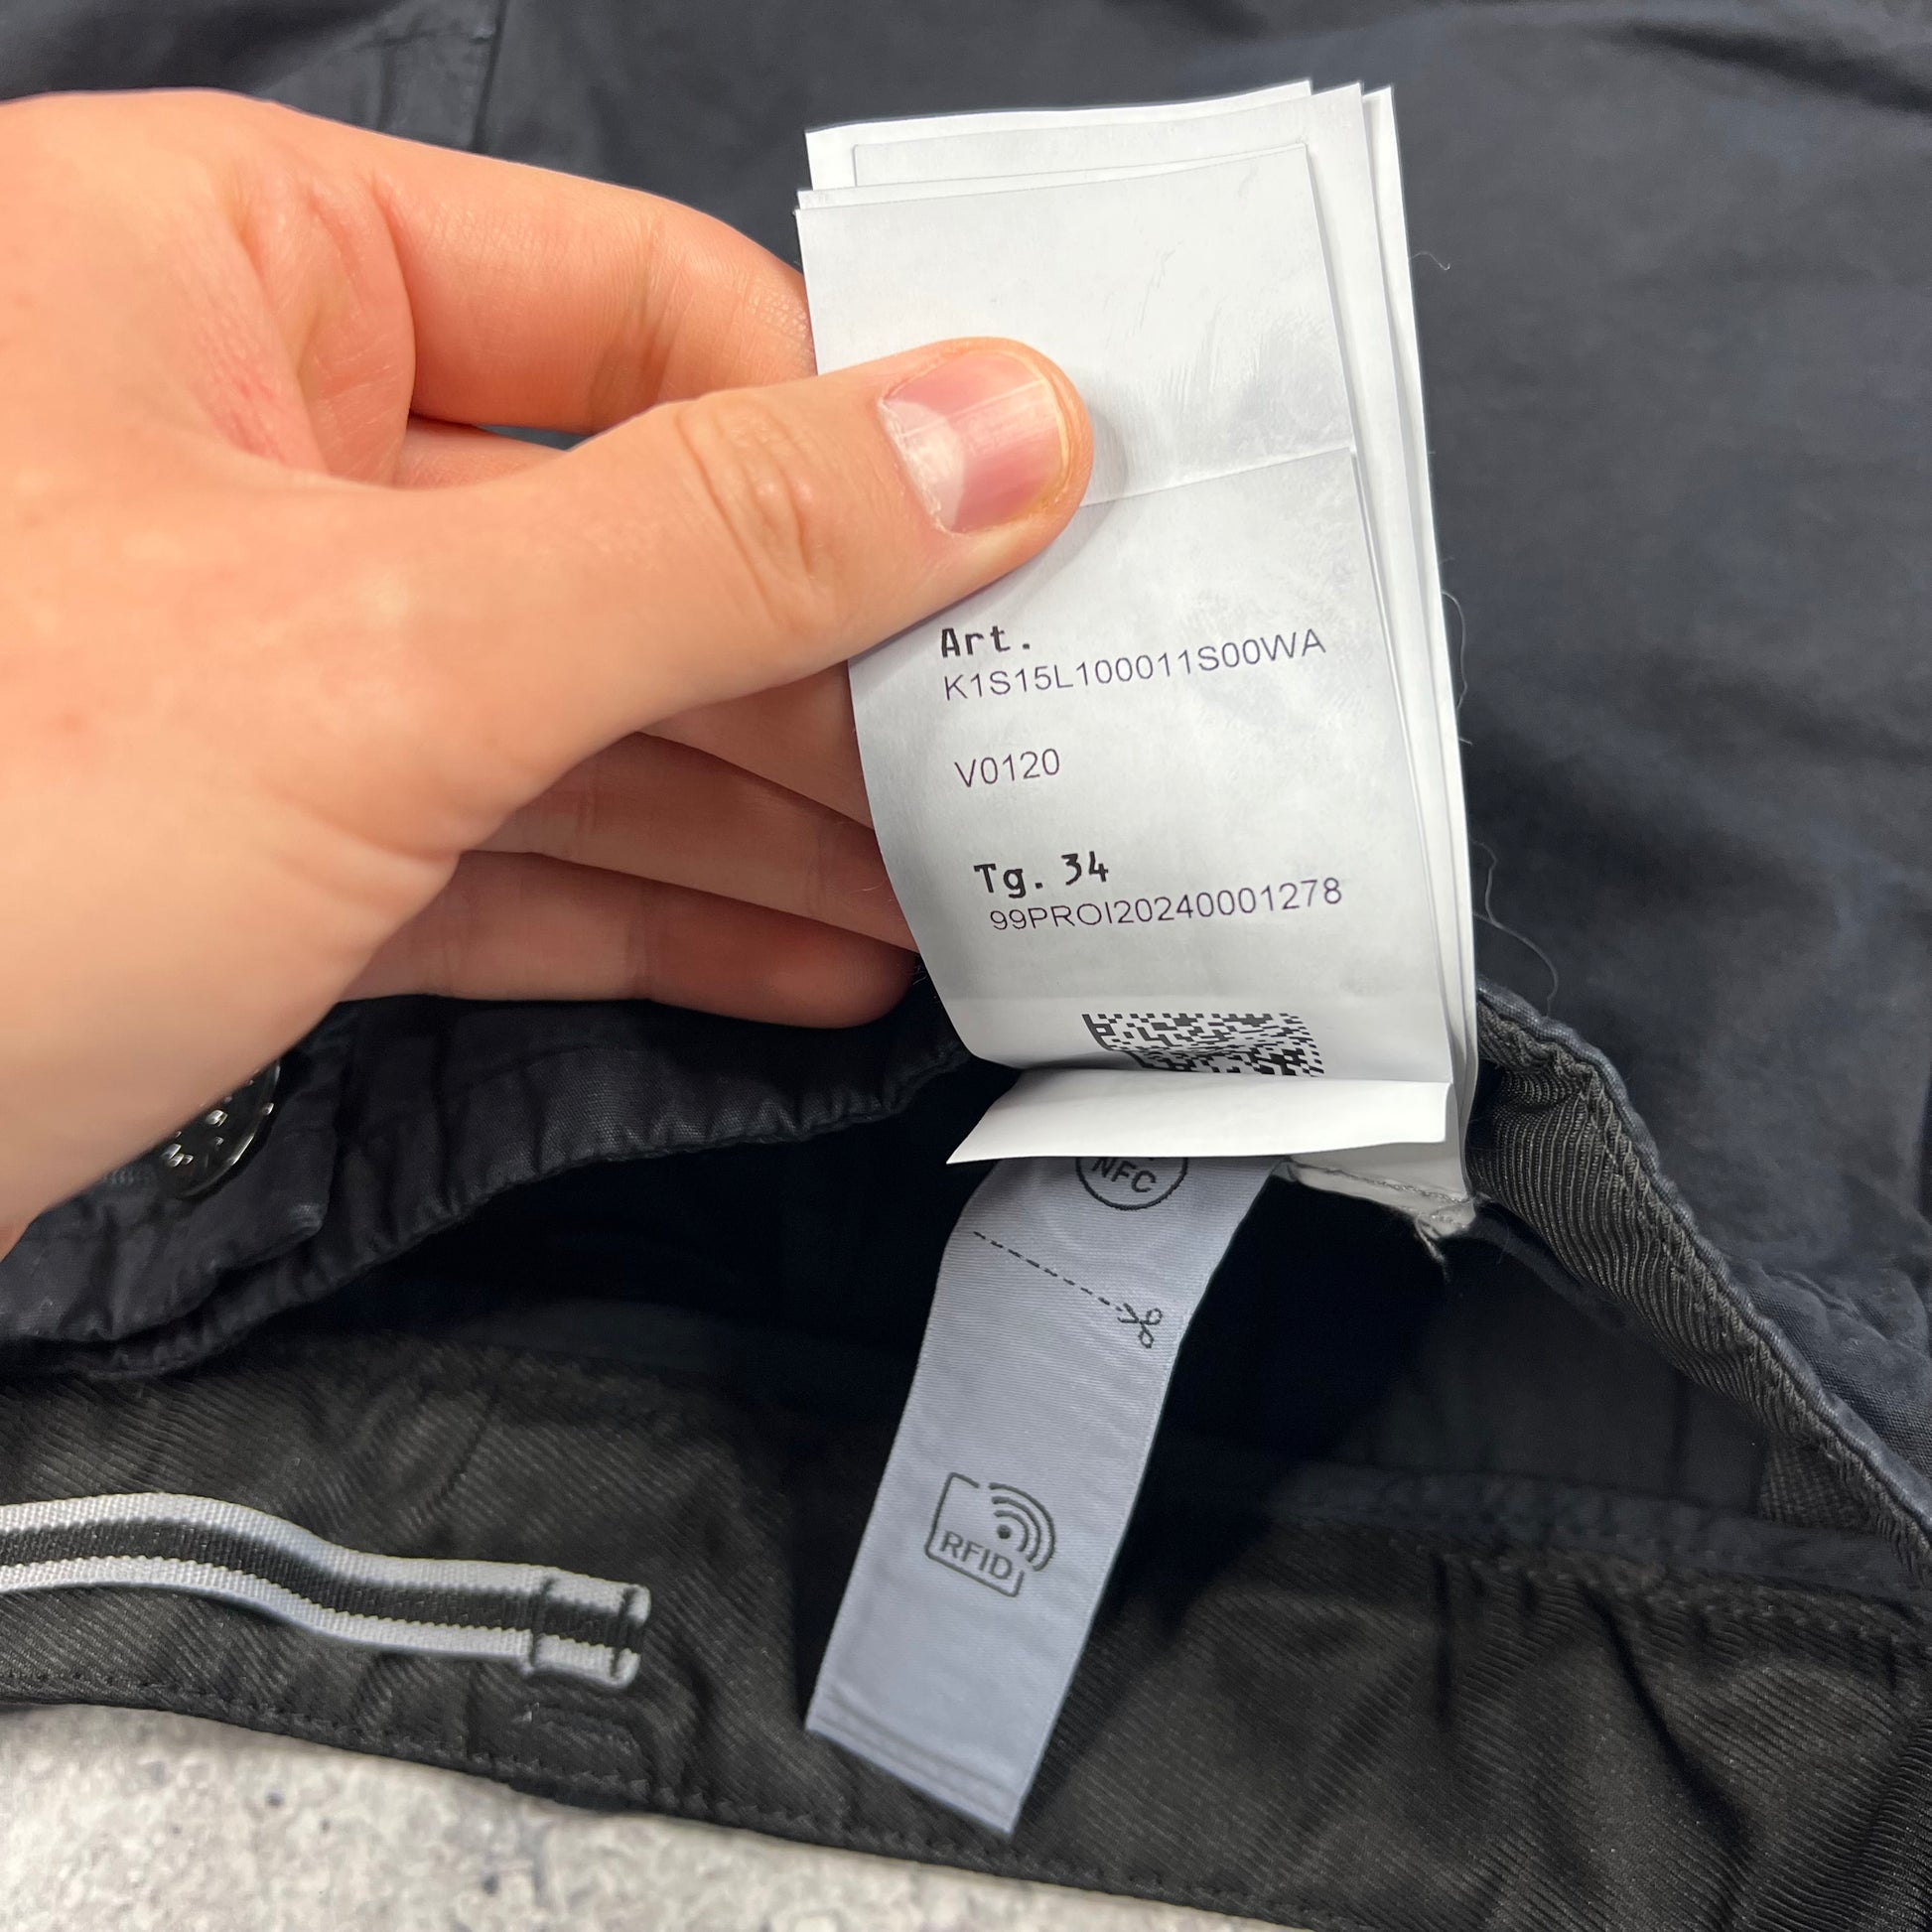 Art.
K1S15L100011S00WA
V0120
Tg. 34
99PROI20240001278
NFC
RFID